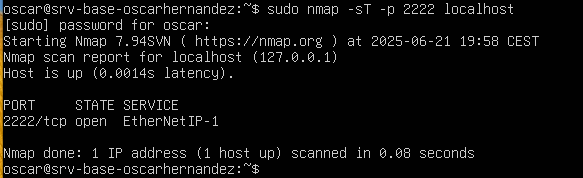 oscar@srv-base-oscarhernandez:~$ sudo nmap -sT -p 2222 localhost
[sudo] password for oscar:
Starting Nmap 7.94SVN ( https://nmap.org ) at 2025-06-21 19:58 CEST
Nmap scan report for localhost (127.0.0.1)
Host is up (0.0014s latency).

PORT     STATE SERVICE
2222/tcp open  EtherNetIP-1

Nmap done: 1 IP address (1 host up) scanned in 0.08 seconds
oscar@srv-base-oscarhernandez:~$